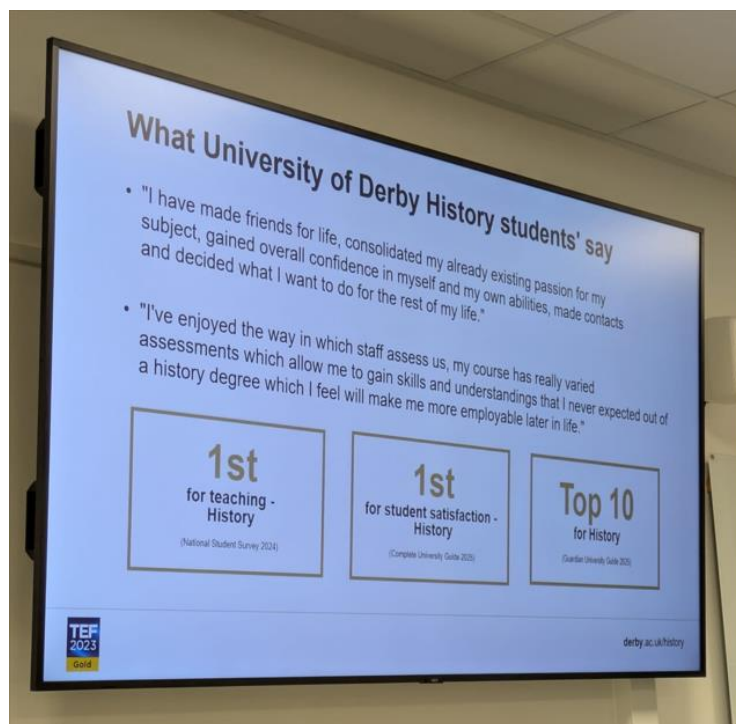 What University of Derby History students' say
• "I have made friends for life, consolidated my already existing passion for my
subject, gained overall confidence in myself and my own abilities, made contacts
and decided what I want to do for the rest of my life."
• "I've enjoyed the way in which staff assess us, my course has really varied
assessments which allow me to gain skills and understandings that I never expected out of
a history degree which I feel will make me more employable later in life."
1st
for teaching -
History
(National Student Survey 2024)
1st
for student satisfaction -
History
(Complete University Guide 2025)
Top 10
for History
(Guardian University Guide 2025)
TEF
2023
Gold
derby.ac.uk/history